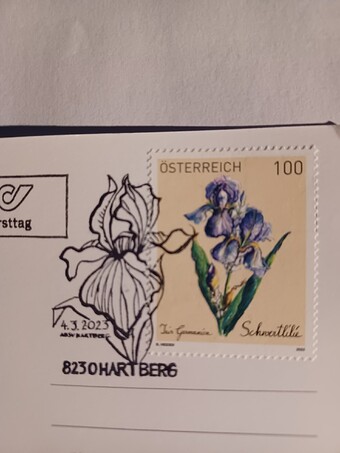 ÖSTERREICH 100
rsttag
4.3.2023
Iris Germanica Schwertlilie
8230 HARTBERG